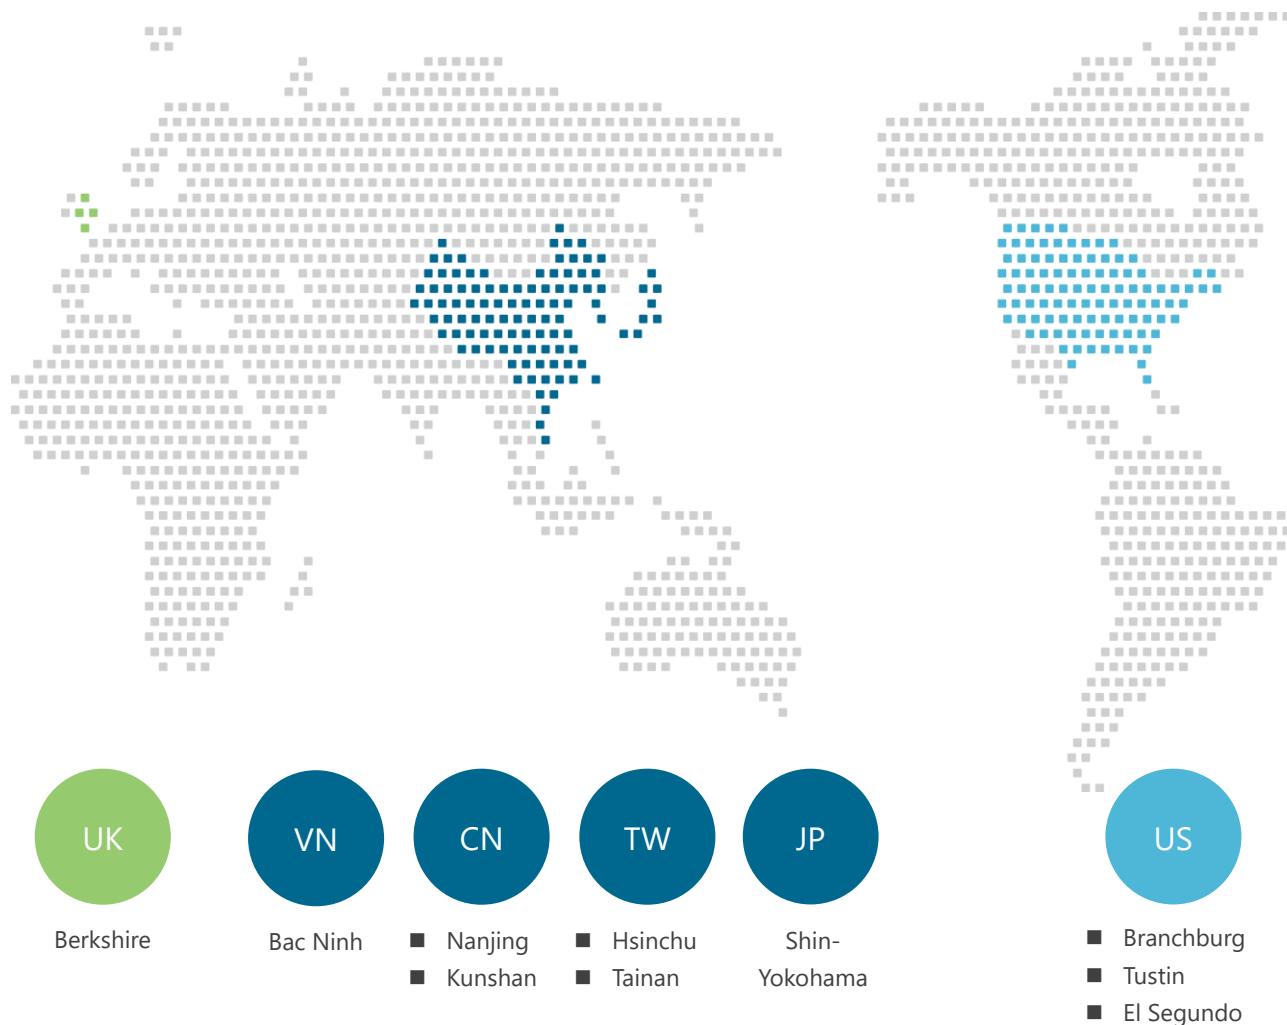 UK
VN
CN
TW
JP
US
Berkshire
Bac Ninh
Nanjing
Kunshan
Hsinchu
Tainan
Shin-
Yokohama
Branchburg
Tustin
El Segundo